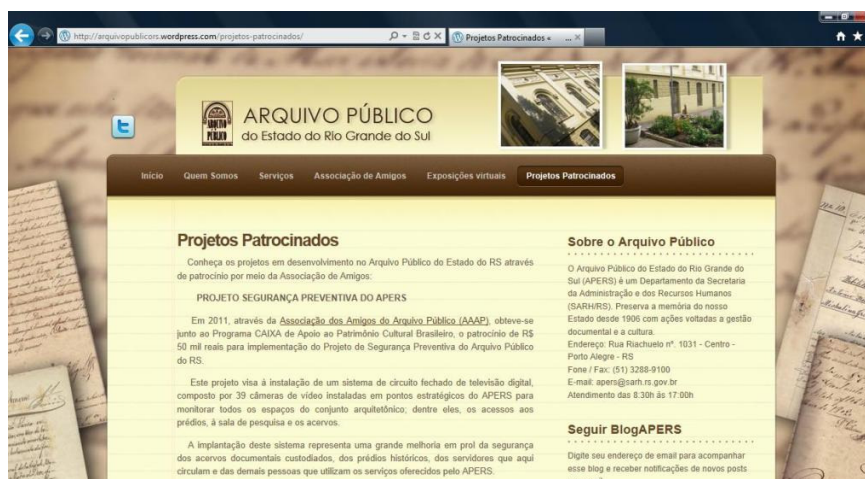 http://arquivopublicors.wordpress.com/projetos-patrocinados/
Projetos Patrocinados « ...
ARQUIVO PÚBLICO
do Estado do Rio Grande do Sul
ARQUIVO
PÚBLICO
Início Quem Somos Serviços Associação de Amigos Exposições virtuais Projetos Patrocinados
Projetos Patrocinados
Conheça os projetos em desenvolvimento no Arquivo Público do Estado do RS através
de patrocínio por meio da Associação de Amigos:
PROJETO SEGURANÇA PREVENTIVA DO APERS
Em 2011, através da Associação dos Amigos do Arquivo Público (AAAP), obteve-se
junto ao Programa CAIXA de Apoio ao Patrimônio Cultural Brasileiro, o patrocínio de R$
50 mil reais para implementação do Projeto de Segurança Preventiva do Arquivo Público
do RS.
Este projeto visa á instalação de um sistema de circuito fechado de televisão digital,
composto por 39 câmeras de vídeo instaladas em pontos estratégicos do APERS para
monitorar todos os espaços do conjunto arquitetônico; dentre eles, os acessos aos
prédios, à sala de pesquisa e os acervos.
A implantação deste sistema representa uma grande melhoria em prol da segurança
dos acervos documentais custodiados, dos prédios históricos, dos servidores que aqui
circulam e das demais pessoas que utilizam os serviços oferecidos pelo APERS.
Sobre o Arquivo Público
O Arquivo Público do Estado do Rio Grande do
Sul (APERS) é um Departamento da Secretaria
da Administração e dos Recursos Humanos
(SARH/RS). Preserva a memória do nosso
Estado desde 1906 com ações voltadas a gestão
documental e a cultura.
Endereço: Rua Riachuelo nº. 1031 - Centro -
Porto Alegre - RS
Fone / Fax: (51) 3288-9100
E-mail: apers@sarh.rs.gov.br
Atendimento das 8:30h ás 17:00h
Seguir BlogAPERS
Digite seu endereço de email para acompanhar
esse blog e receber notificações de novos posts